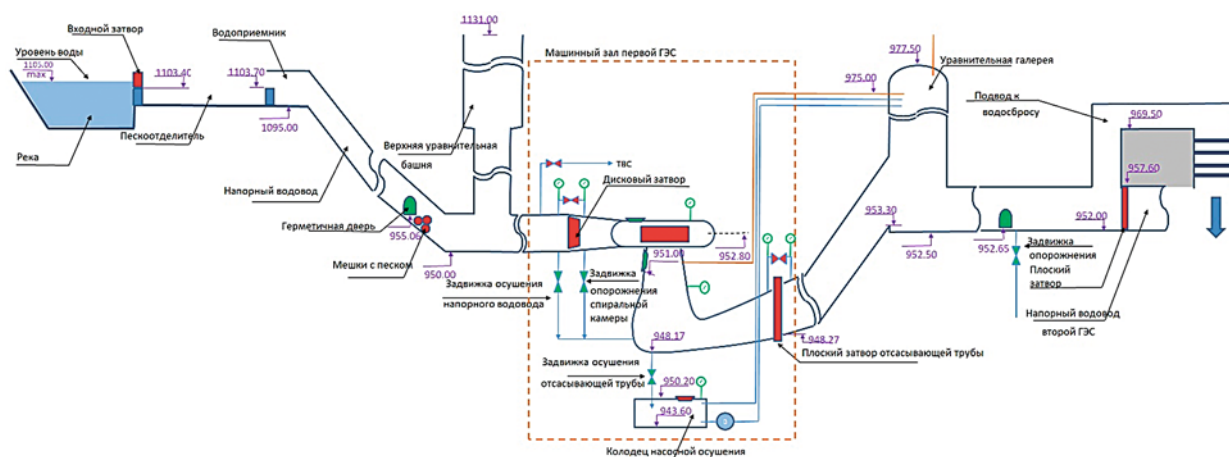 Входной затвор
Уровень воды
1105.00
max
1103.40
Водоприемник
1103.70
1095.00
Пескоотделитель
Река
Напорный водовод
Герметичная дверь
955.06
Мешки с песком
950.00
1131.00
Верхняя уравнительная
башня
Машинный зал первой ГЭС
ТВС
Дисковый затвор
951.00
952.80
Задвижка осушения
напорного водовода
Задвижка
опорожнения
спиральной
камеры
948.17
Задвижка осушения
отсасывающей трубы
950.20
943.60
Колодец насосной осушения
948.27
Плоский затвор отсасывающей трубы
977.50
975.00
Уравнительная галерея
953.30
952.50
952.65
Подвод к
водосбросу
969.50
957.60
952.00
Задвижка
опорожнения
Плоский
затвор
Напорный водовод
второй ГЭС